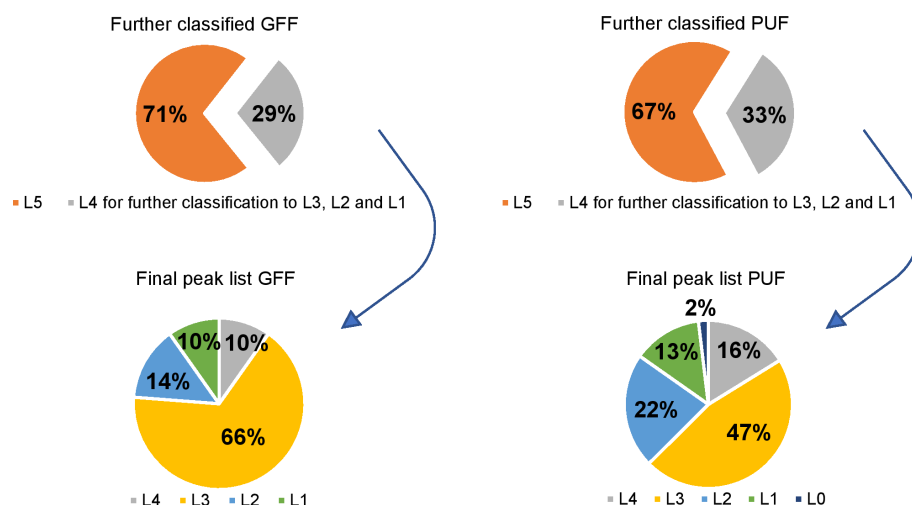 Further classified GFF
71%
29%
L5 L4 for further classification to L3, L2 and L1
Further classified PUF
67%
33%
L5 L4 for further classification to L3, L2 and L1
Final peak list GFF
10%
10%
14%
66%
L4 L3 L2 L1
Final peak list PUF
2%
13%
16%
22%
47%
L4 L3 L2 L1 L0